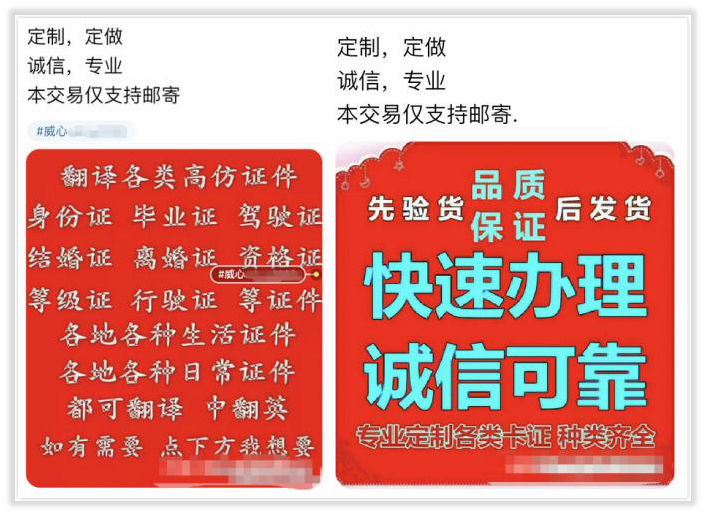 定制，定做
诚信，专业
本交易仅支持邮寄
#威心
翻译各类高仿证件
身份证 毕业证 驾驶证
结婚证 离婚证 资格证
#威心
等级证 行驶证 等证件
各地各种生活证件
各地各种日常证件
都可翻译 中翻英
如有需要 点下方我想要
定制，定做
诚信，专业
本交易仅支持邮寄.
先验货 品质保证 后发货
快速办理
诚信可靠
专业定制各类卡证 种类齐全